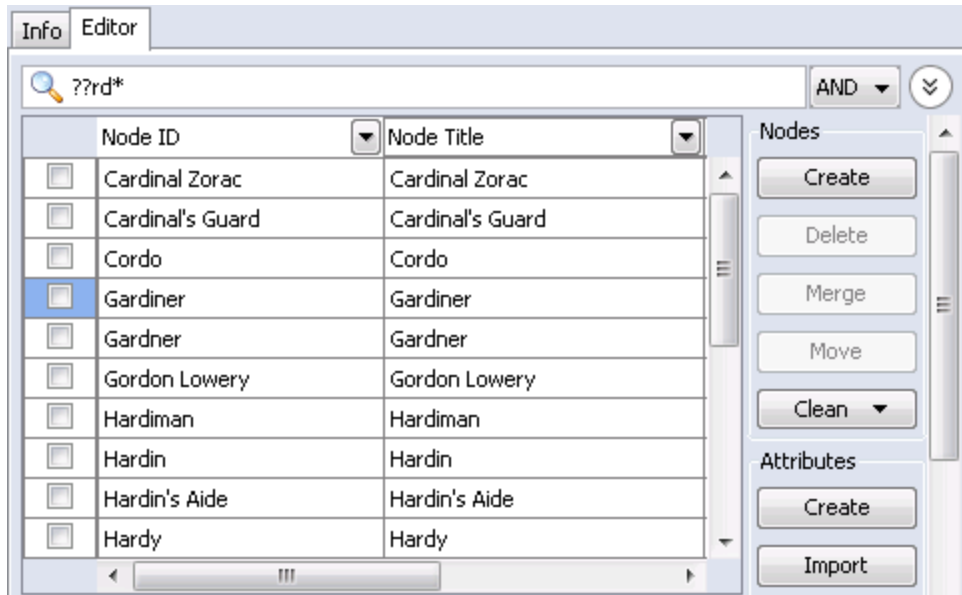 Info Editor
??rd* AND
Node ID Node Title
Cardinal Zorac Cardinal Zorac
Cardinal's Guard Cardinal's Guard
Cordo Cordo
Gardiner Gardiner
Gardner Gardner
Gordon Lowery Gordon Lowery
Hardiman Hardiman
Hardin Hardin
Hardin's Aide Hardin's Aide
Hardy Hardy
Nodes
Create
Delete
Merge
Move
Clean
Attributes
Create
Import